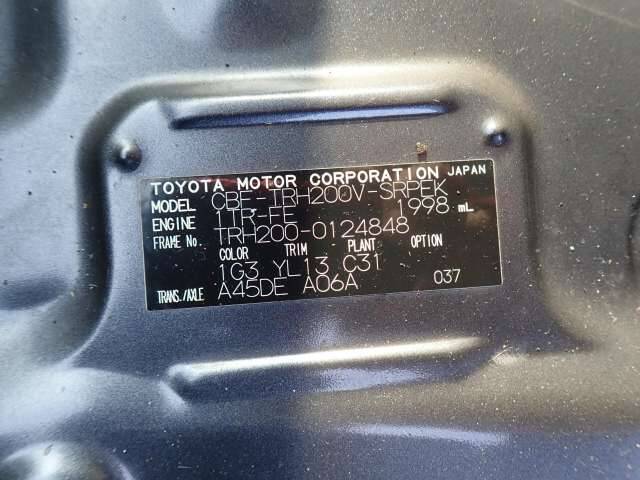 TOYOTA MOTOR CORPORATION JAPAN
MODEL CBF-TRH200V-SRPEK
ENGINE 1TR-FE 1998 mL
FRAME No. TRH200-0124848
COLOR TRIM PLANT OPTION
1G3 YL13 C31
TRANS./AXLE A45DE A06A 037